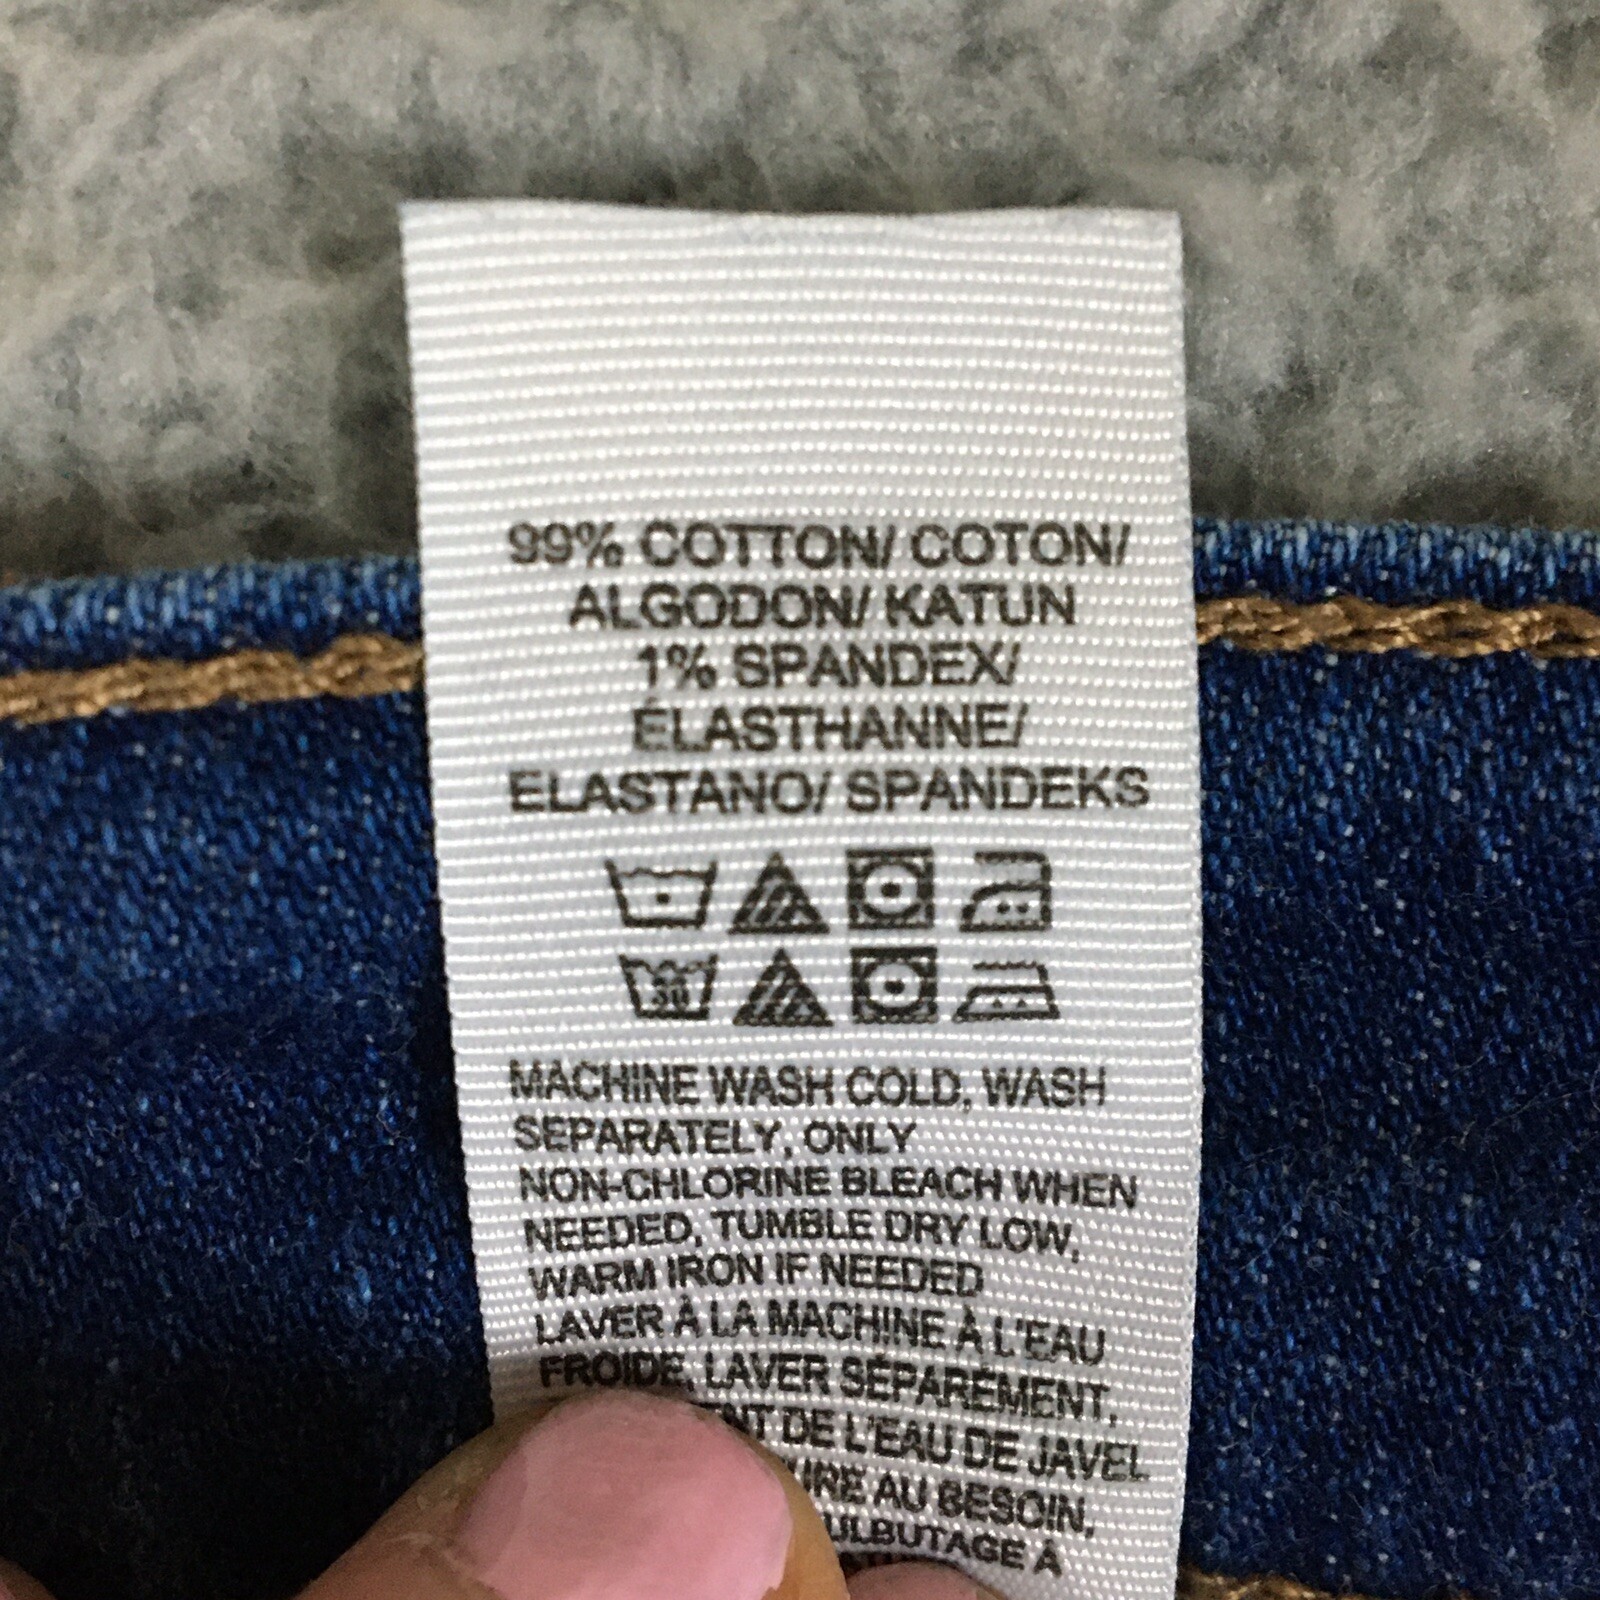 99% COTTON/ COTON/
ALGODON/ KATUN
1% SPANDEX/
ÉLASTHANNE/
ELASTANO/ SPANDEKS
30
MACHINE WASH COLD, WASH
SEPARATELY, ONLY
NON-CHLORINE BLEACH WHEN
NEEDED, TUMBLE DRY LOW,
WARM IRON IF NEEDED
LAVER À LA MACHINE À L'EAU
FROIDE, LAVER SÉPARÉMENT,
DE L'EAU DE JAVEL
AU BESOIN,
À